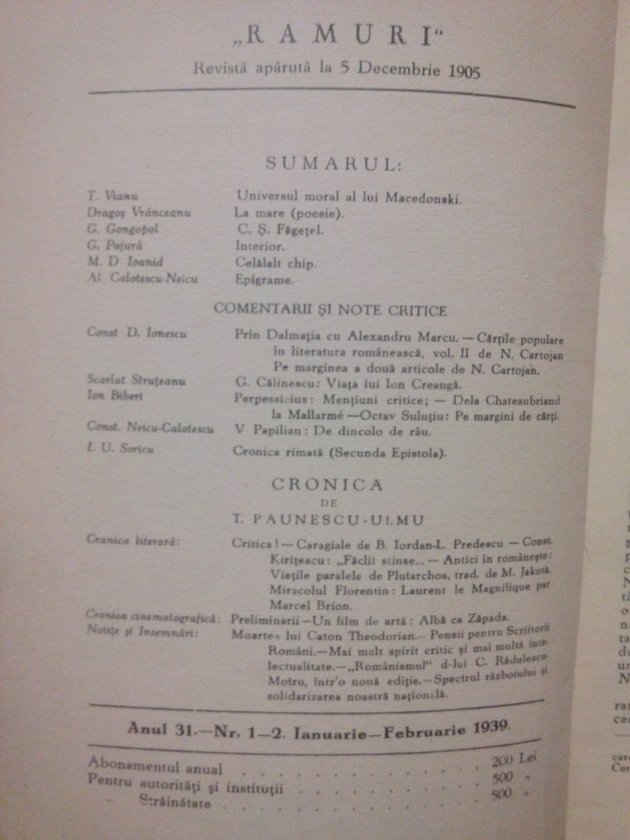 „RAMURI“
Revistă apărută la 5 Decembrie 1905
SUMARUL:
T. Vianu Universul moral al lui Macedonski.
Dragoș Vrânceanu La mare (poesie).
G. Gongopol C. Ș. Făgețel.
G. Pajură Interior.
M. D Ioanid Celălalt chip.
Al. Calotescu-Neicu Epigrame.
COMENTARII ȘI NOTE CRITICE
Const D. Ionescu Prin Dalmația cu Alexandru Marcu. — Cărțile populare
în literatura românească, vol. II de N. Cartojan
Pe marginea a două articole de N. Cartojan.
Scarlat Struțeanu G. Călinescu: Viața lui Ion Creangă.
Ion Biberi Perpessicius: Mențiuni critice; — Dela Chateaubriand
la Mallarmé — Octav Suluțiu: Pe margini de cărți.
Const. Neicu-Calotescu V Papilian: De dincolo de râu.
I. U. Soricu Cronica rimată (Secunda Epistola).
CRONICA
DE
T. PAUNESCU-ULMU
Cranica literară: Critica! — Caragiale de B. Iordan-L. Predescu — Const.
Kirițescu: „Făclii stinse... — Antici în românește:
Viețile paralele de Plutarchos, trad. de M. Jakotă.
Miracolul Florentin: Laurent le Magnifique par
Marcel Brion.
Cronica cinematografică: Preliminarii — Un film de artă: Albă ca Zăpada.
Notițe și Insemnări: Moartea lui Caton Theodorian. — Pensii pentru Scriitorii
Români. — Mai mult spirit critic și mai multă inte-
lectualitate. — „Românismul“ d-lui C. Rădulescu-
Motru, într'o nouă ediție. — Spectrul războiului și
solidarizarea noastră națională.
Anul 31. — Nr. 1—2. Ianuarie — Februarie 1939.
Abonamentul anual . . . . . . . . . . . 200 Lei
Pentru autorități și instituții . . . . . . . . . 500 „
Străinătate . . . . . . . . . . . . 500 „